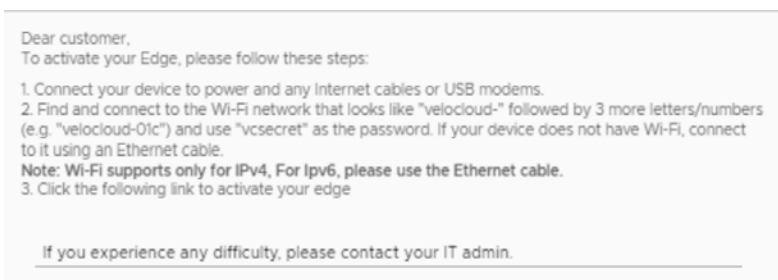 Dear customer,
To activate your Edge, please follow these steps:
1. Connect your device to power and any Internet cables or USB modems.
2. Find and connect to the Wi-Fi network that looks like "velocloud-" followed by 3 more letters/numbers
(e.g. "velocloud-01c") and use "vcsecret" as the password. If your device does not have Wi-Fi, connect
to it using an Ethernet cable.
Note: Wi-Fi supports only for IPv4, For Ipv6, please use the Ethernet cable.
3. Click the following link to activate your edge
If you experience any difficulty, please contact your IT admin.